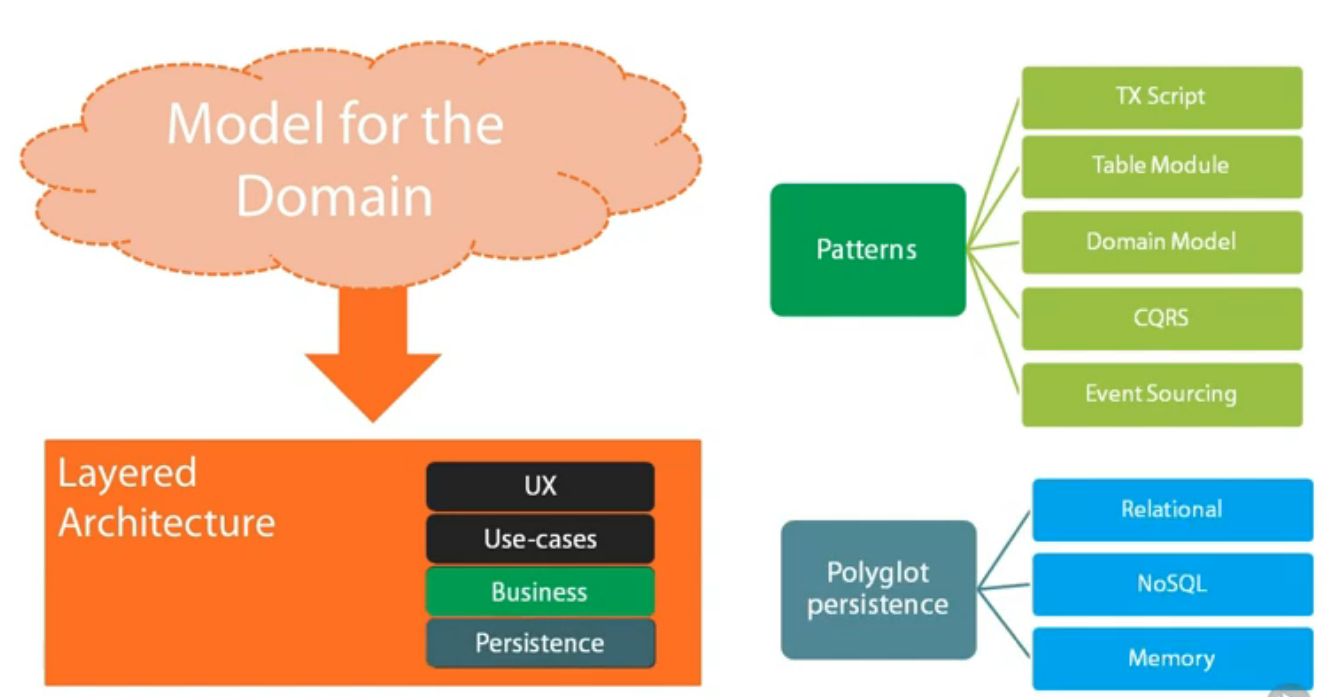 Model for the
Domain
Layered
Architecture
UX
Use-cases
Business
Persistence
Patterns
TX Script
Table Module
Domain Model
CQRS
Event Sourcing
Polyglot
persistence
Relational
NoSQL
Memory